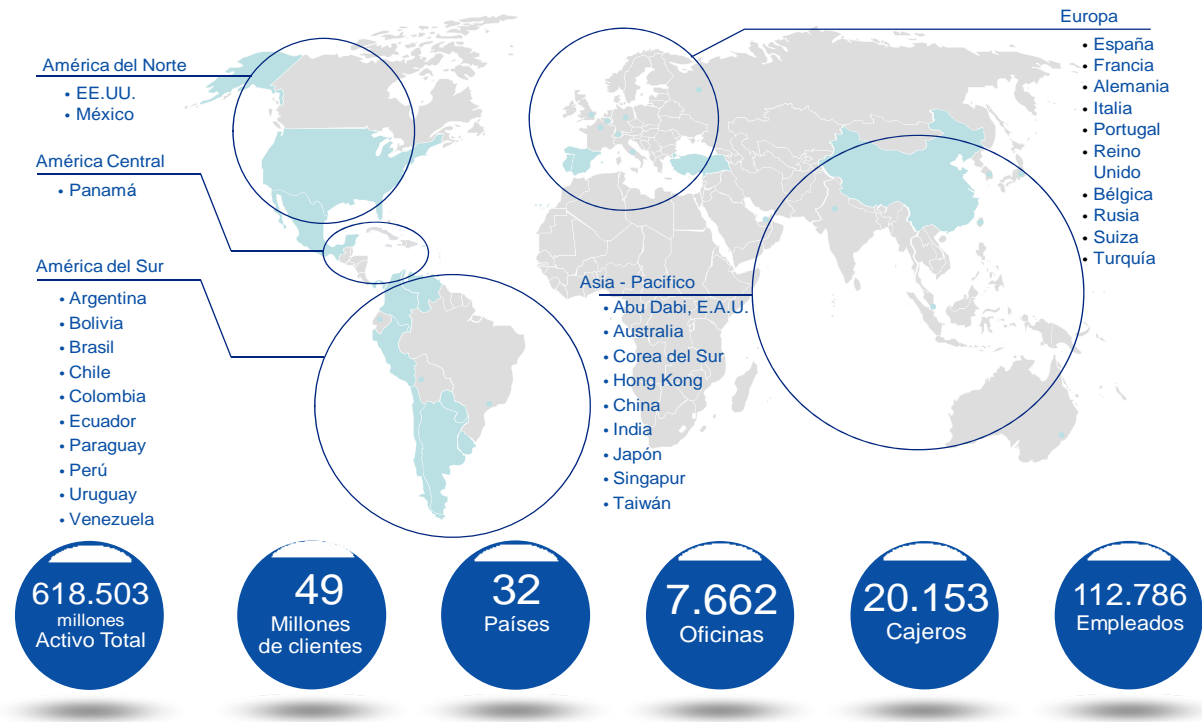 América del Norte
• EE.UU.
• México
América Central
• Panamá
América del Sur
• Argentina
• Bolivia
• Brasil
• Chile
• Colombia
• Ecuador
• Paraguay
• Perú
• Uruguay
• Venezuela
Europa
• España
• Francia
• Alemania
• Italia
• Portugal
• Reino
Unido
• Bélgica
• Rusia
• Suiza
• Turquía
Asia - Pacifico
• Abu Dabi, E.A.U.
• Australia
• Corea del Sur
• Hong Kong
• China
• India
• Japón
• Singapur
• Taiwán
618.503
millones
Activo Total
49
Millones
de clientes
32
Países
7.662
Oficinas
20.153
Cajeros
112.786
Empleados